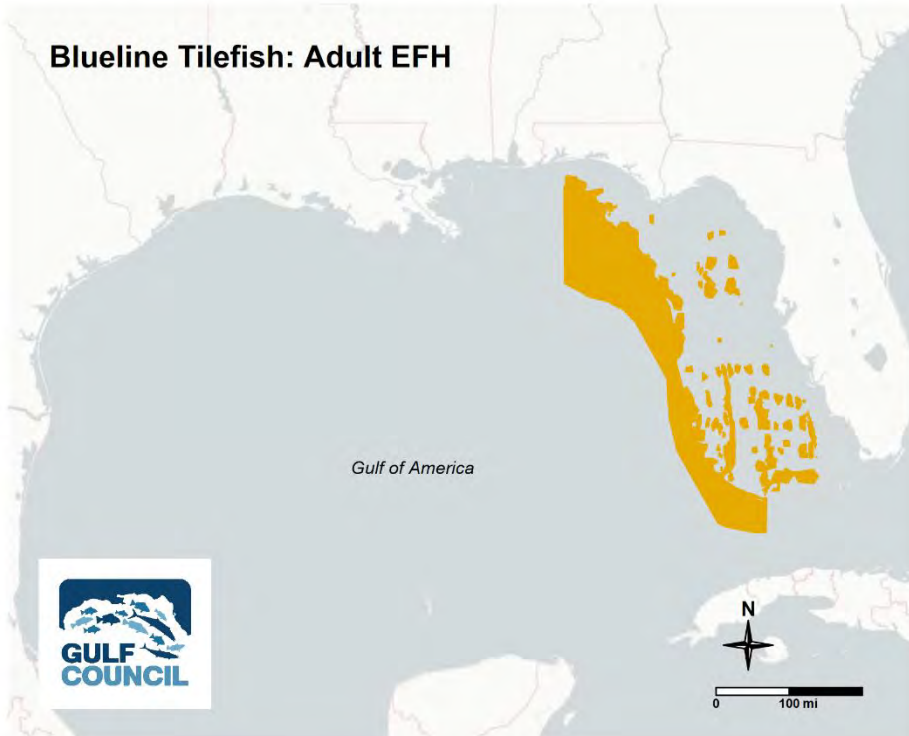 Blueline Tilefish: Adult EFH
Gulf of America
GULF
COUNCIL
N
0 100 mi